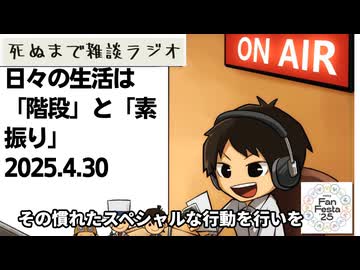 死ぬまで雑談ラジオ
ON AIR
日々の生活は
「階段」と「素
振り」
2025.4.30
Fan
Festa
'25
その慣れたスペシャルな行動を行いを